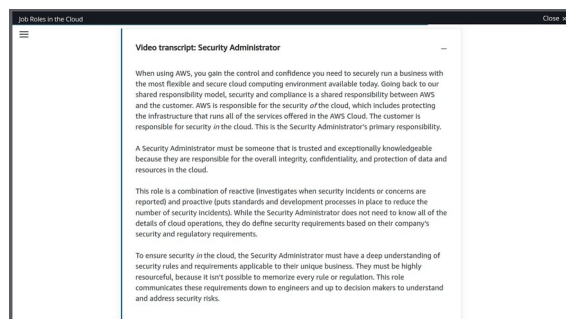 Job Roles in the Cloud
Close ×
Video transcript: Security Administrator
When using AWS, you gain the control and confidence you need to securely run a business with
the most flexible and secure cloud computing environment available today. Going back to our
shared responsibility model, security and compliance is a shared responsibility between AWS
and the customer. AWS is responsible for the security of the cloud, which includes protecting
the infrastructure that runs all of the services offered in the AWS Cloud. The customer is
responsible for security in the cloud. This is the Security Administrator's primary responsibility.
A Security Administrator must be someone that is trusted and exceptionally knowledgeable
because they are responsible for the overall integrity, confidentiality, and protection of data and
resources in the cloud.
This role is a combination of reactive (investigates when security incidents or concerns are
reported) and proactive (puts standards and development processes in place to reduce the
number of security incidents). While the Security Administrator does not need to know all of the
details of cloud operations, they do define security requirements based on their company's
security and regulatory requirements.
To ensure security in the cloud, the Security Administrator must have a deep understanding of
security rules and requirements applicable to their unique business. They must be highly
resourceful, because it isn't possible to memorize every rule or regulation. This role
communicates these requirements down to engineers and up to decision makers to understand
and address security risks.